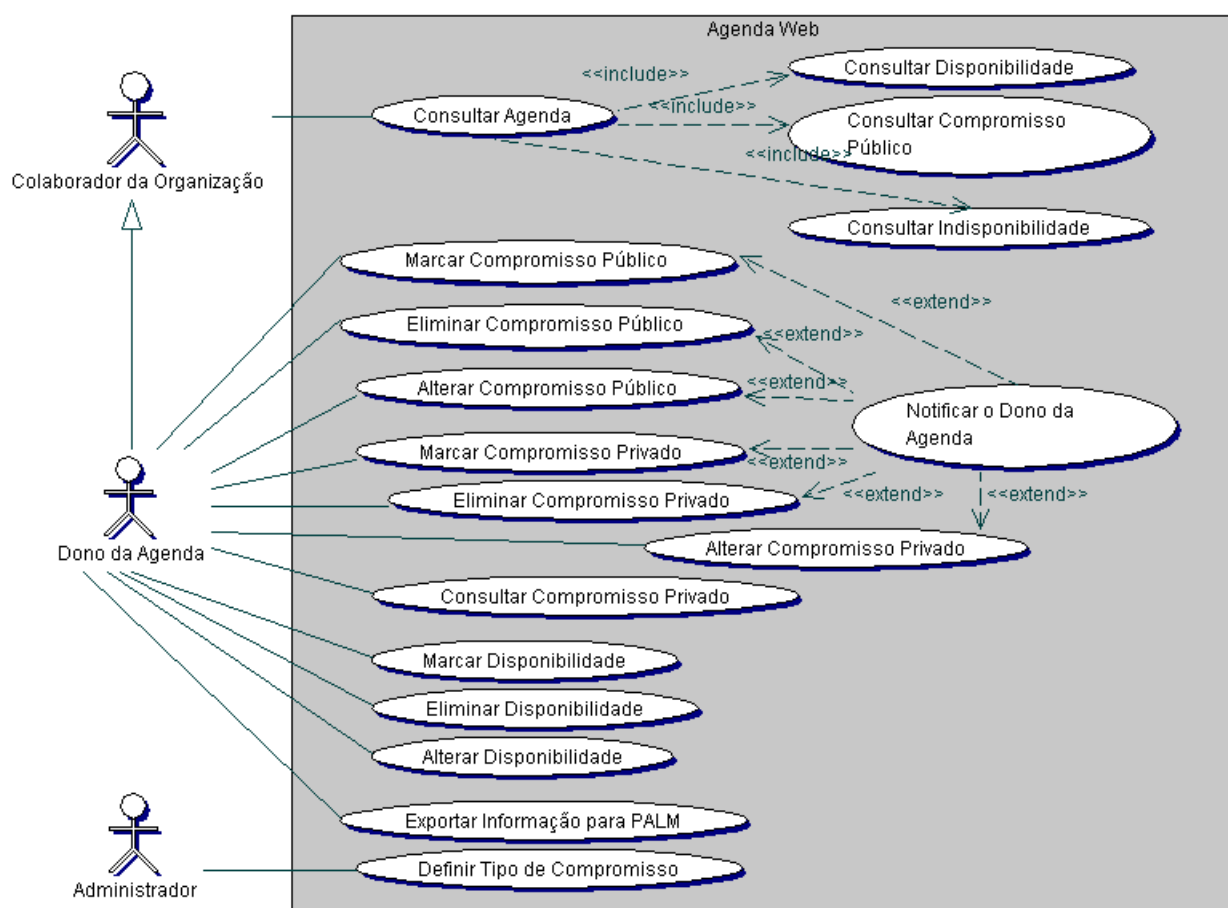 Agenda Web
Consultar Disponibilidade
<<include>>
<<include>>
Consultar Agenda
Consultar Compromisso
Público
<<include>>
Colaborador da Organização
Consultar Indisponibilidade
Marcar Compromisso Público
<<extend>>
Eliminar Compromisso Público
<<extend>>
Alterar Compromisso Público
<<extend>>
Notificar o Dono da
Agenda
Marcar Compromisso Privado
<<extend>>
Eliminar Compromisso Privado
<<extend>>
<<extend>>
Dono da Agenda
Alterar Compromisso Privado
Consultar Compromisso Privado
Marcar Disponibilidade
Eliminar Disponibilidade
Alterar Disponibilidade
Exportar Informação para PALM
Definir Tipo de Compromisso
Administrador